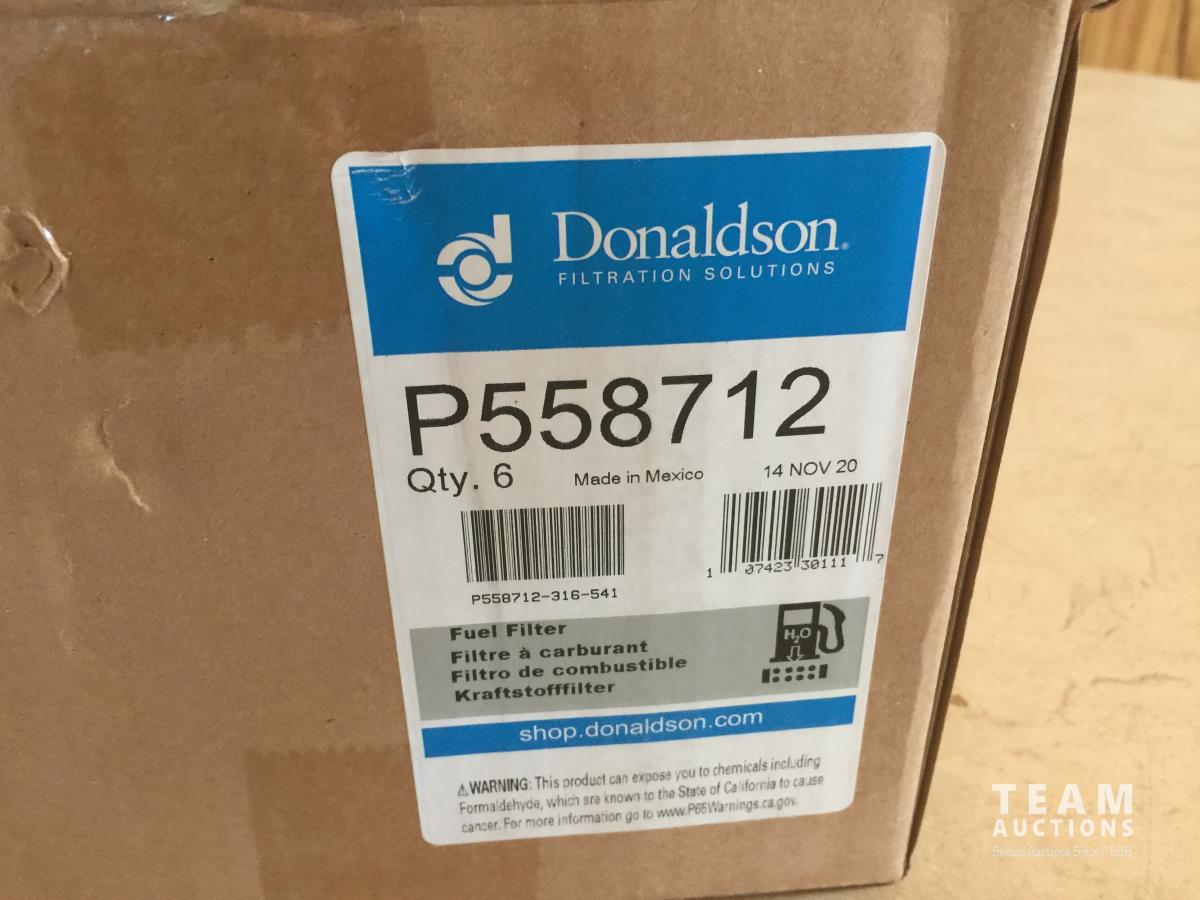 Donaldson®
FILTRATION SOLUTIONS
P558712
Qty. 6
Made in Mexico
14 NOV 20
P558712-316-541
1 07423 30111 7
Fuel Filter
Filtre à carburant
Filtro de combustible
Kraftstofffilter
H₂O
shop.donaldson.com
⚠WARNING: This product can expose you to chemicals including
Formaldehyde, which are known to the State of California to cause
cancer. For more information go to www.P65Warnings.ca.gov.
TEAM
AUCTIONS
Auctions Since 1966